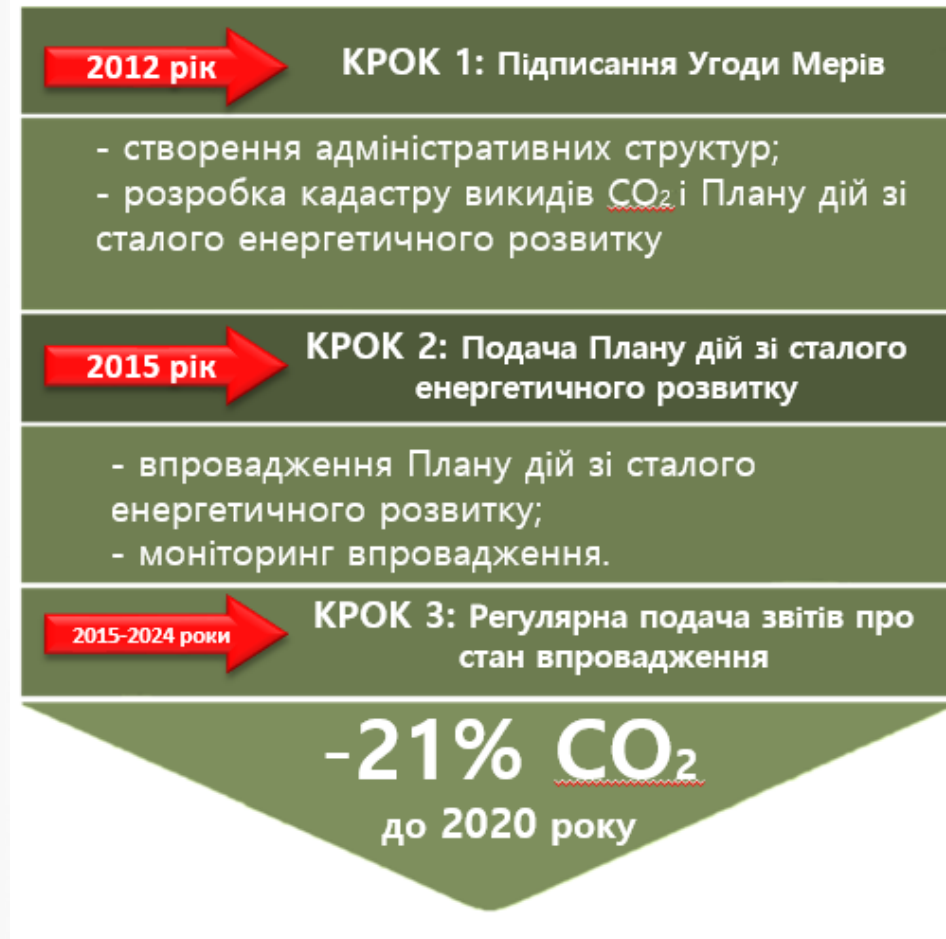 2012 рік
КРОК 1: Підписання Угоди Мерів
- створення адміністративних структур;
- розробка кадастру викидів CO₂ і Плану дій зі
сталого енергетичного розвитку
2015 рік
КРОК 2: Подача Плану дій зі сталого
енергетичного розвитку
- впровадження Плану дій зі сталого
енергетичного розвитку;
- моніторинг впровадження.
2015-2024 роки
КРОК 3: Регулярна подача звітів про
стан впровадження
-21% CO₂
до 2020 року